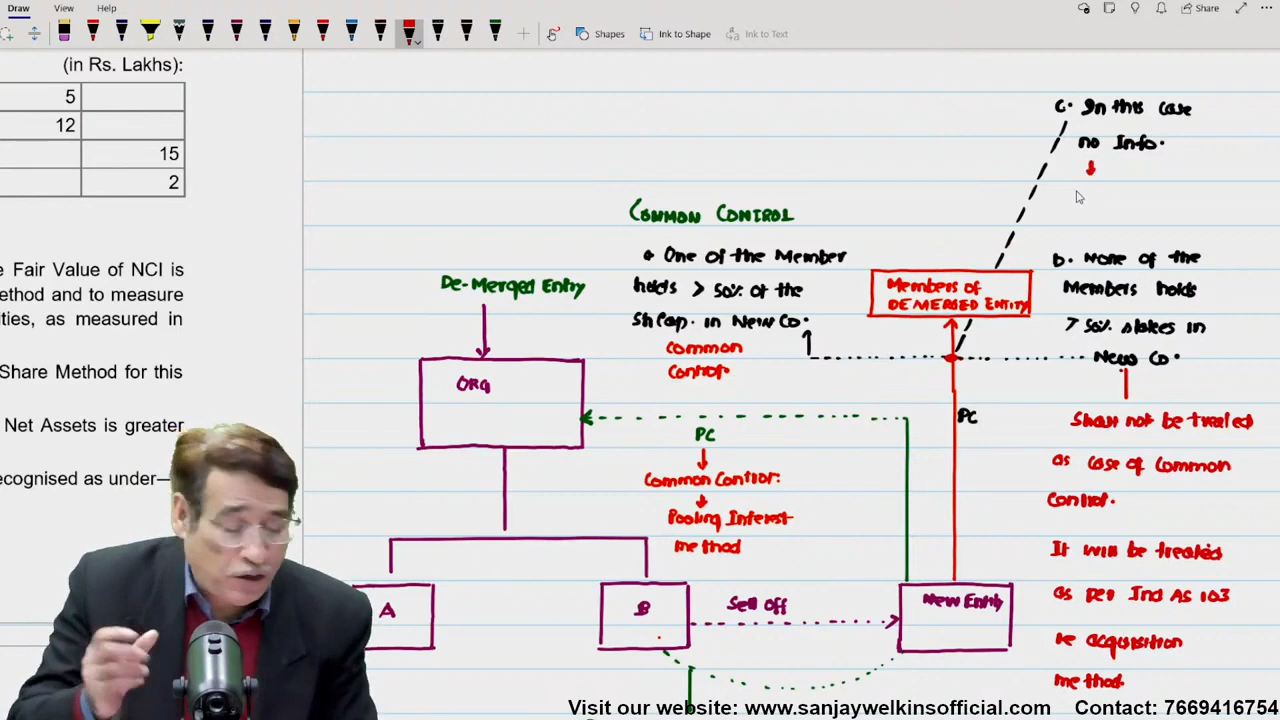 Draw View Help
Share
Shapes Ink to Shape Ink to Text
(in Rs. Lakhs):
5
12
15
2
e Fair Value of NCI is
ethod and to measure
ities, as measured in
Share Method for this
Net Assets is greater
ecognised as under—
C. In this case
no Info.
COMMON CONTROL
a One of the Member
holds > 50% of the
in New Co.
Common
Control
De-Merged Entity
ORG
Members of
DEMERGED ENTITY
D. None of the
Members holds
> 50% stakes in
New Co.
Shall not be treated
as case of Common
Control.
It will be treated
as per Ind As 103
ie acquisition
method.
PC
PC
Common Control.
Pooling Interest
method
A
B
Sell Off
New Entity
Visit our website: www.sanjaywelkinsofficial.com Contact: 7669416754